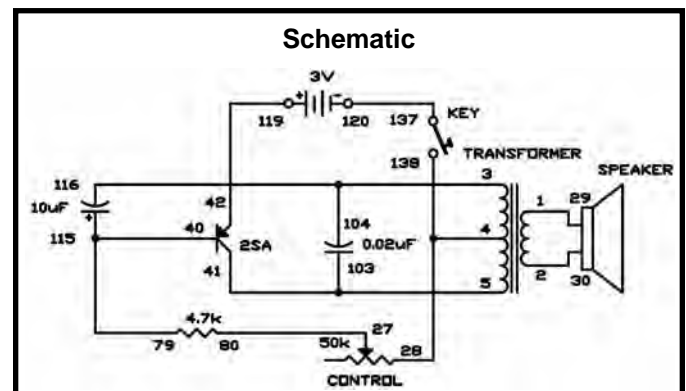 Schematic
3V
119 120 137 KEY
138 TRANSFORMER
SPEAKER
116 42 3
10uF 1 29
115 40 104 4
2SA 0.02uF
41 103 2
5 30
4.7k 27
79 80 50k 28
CONTROL